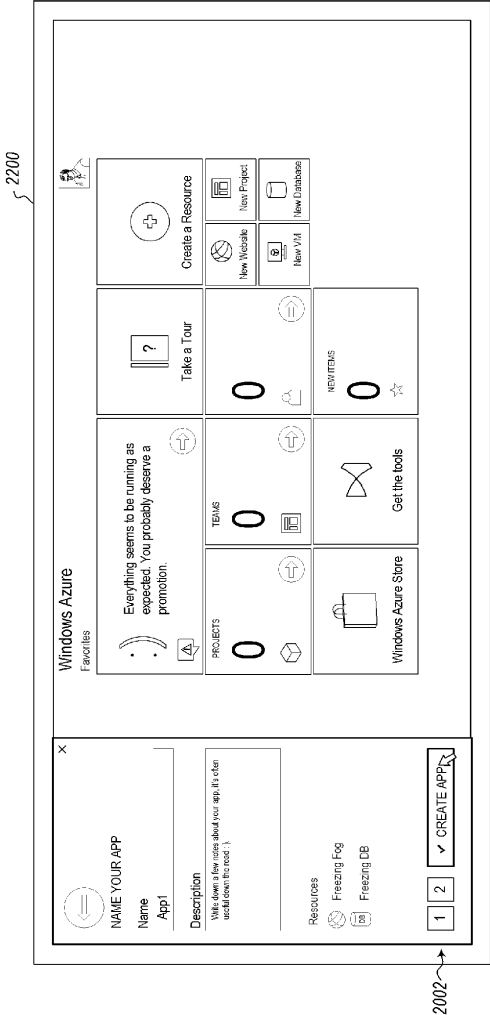 2200
2002
NAME YOUR APP
Name
App1
Description
Write down a few notes about your app, it's often
useful down the road : ).
Resources
Freezing Fog
DB
Freezing DB
1
2
✓ CREATE APP
×
Windows Azure
Favorites
: )
Everything seems to be running as
expected. You probably deserve a
promotion.
?
Take a Tour
Create a Resource
PROJECTS
0
TEAMS
0
0
New Website
New Project
New VM
New Database
Windows Azure Store
Get the tools
NEW ITEMS
0